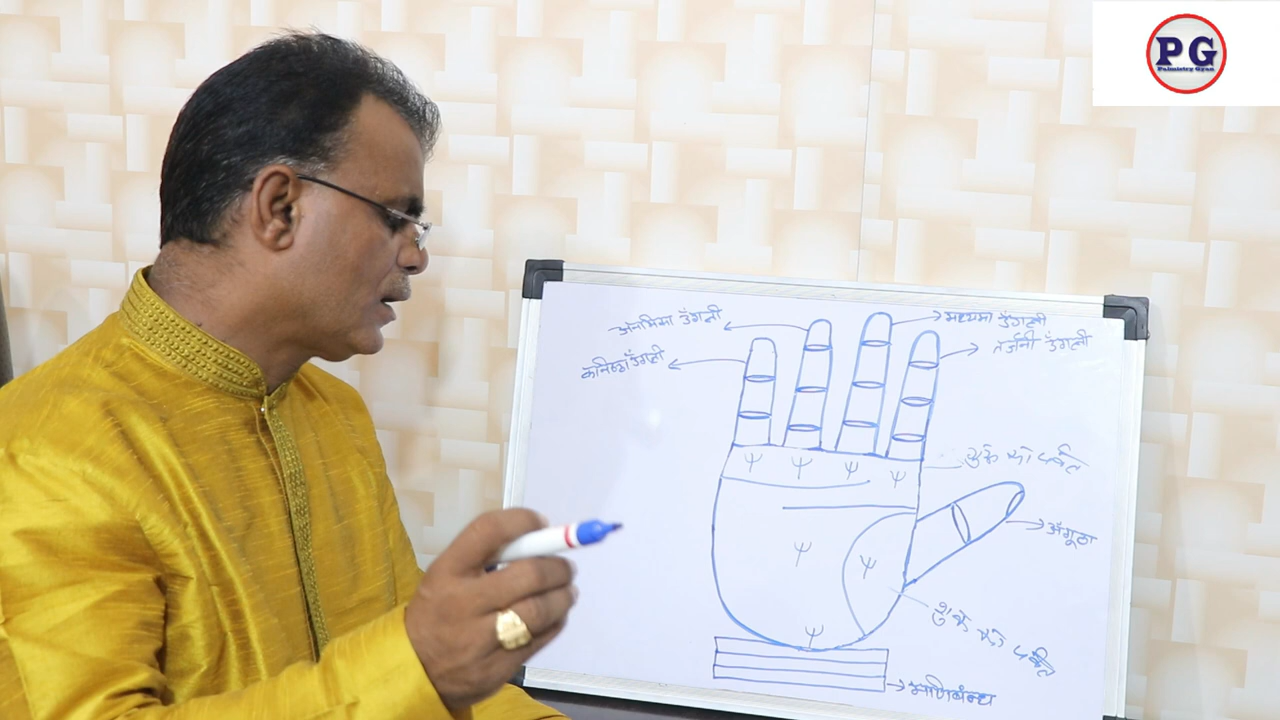 PG
Palmistry Gyan
अनामिका उँगली
मध्यमा उँगली
तर्जनी उँगली
कनिष्ठा उँगली
गुरु का पर्वत
अँगूठा
शुक्र का पर्वत
मणिबंन्ध